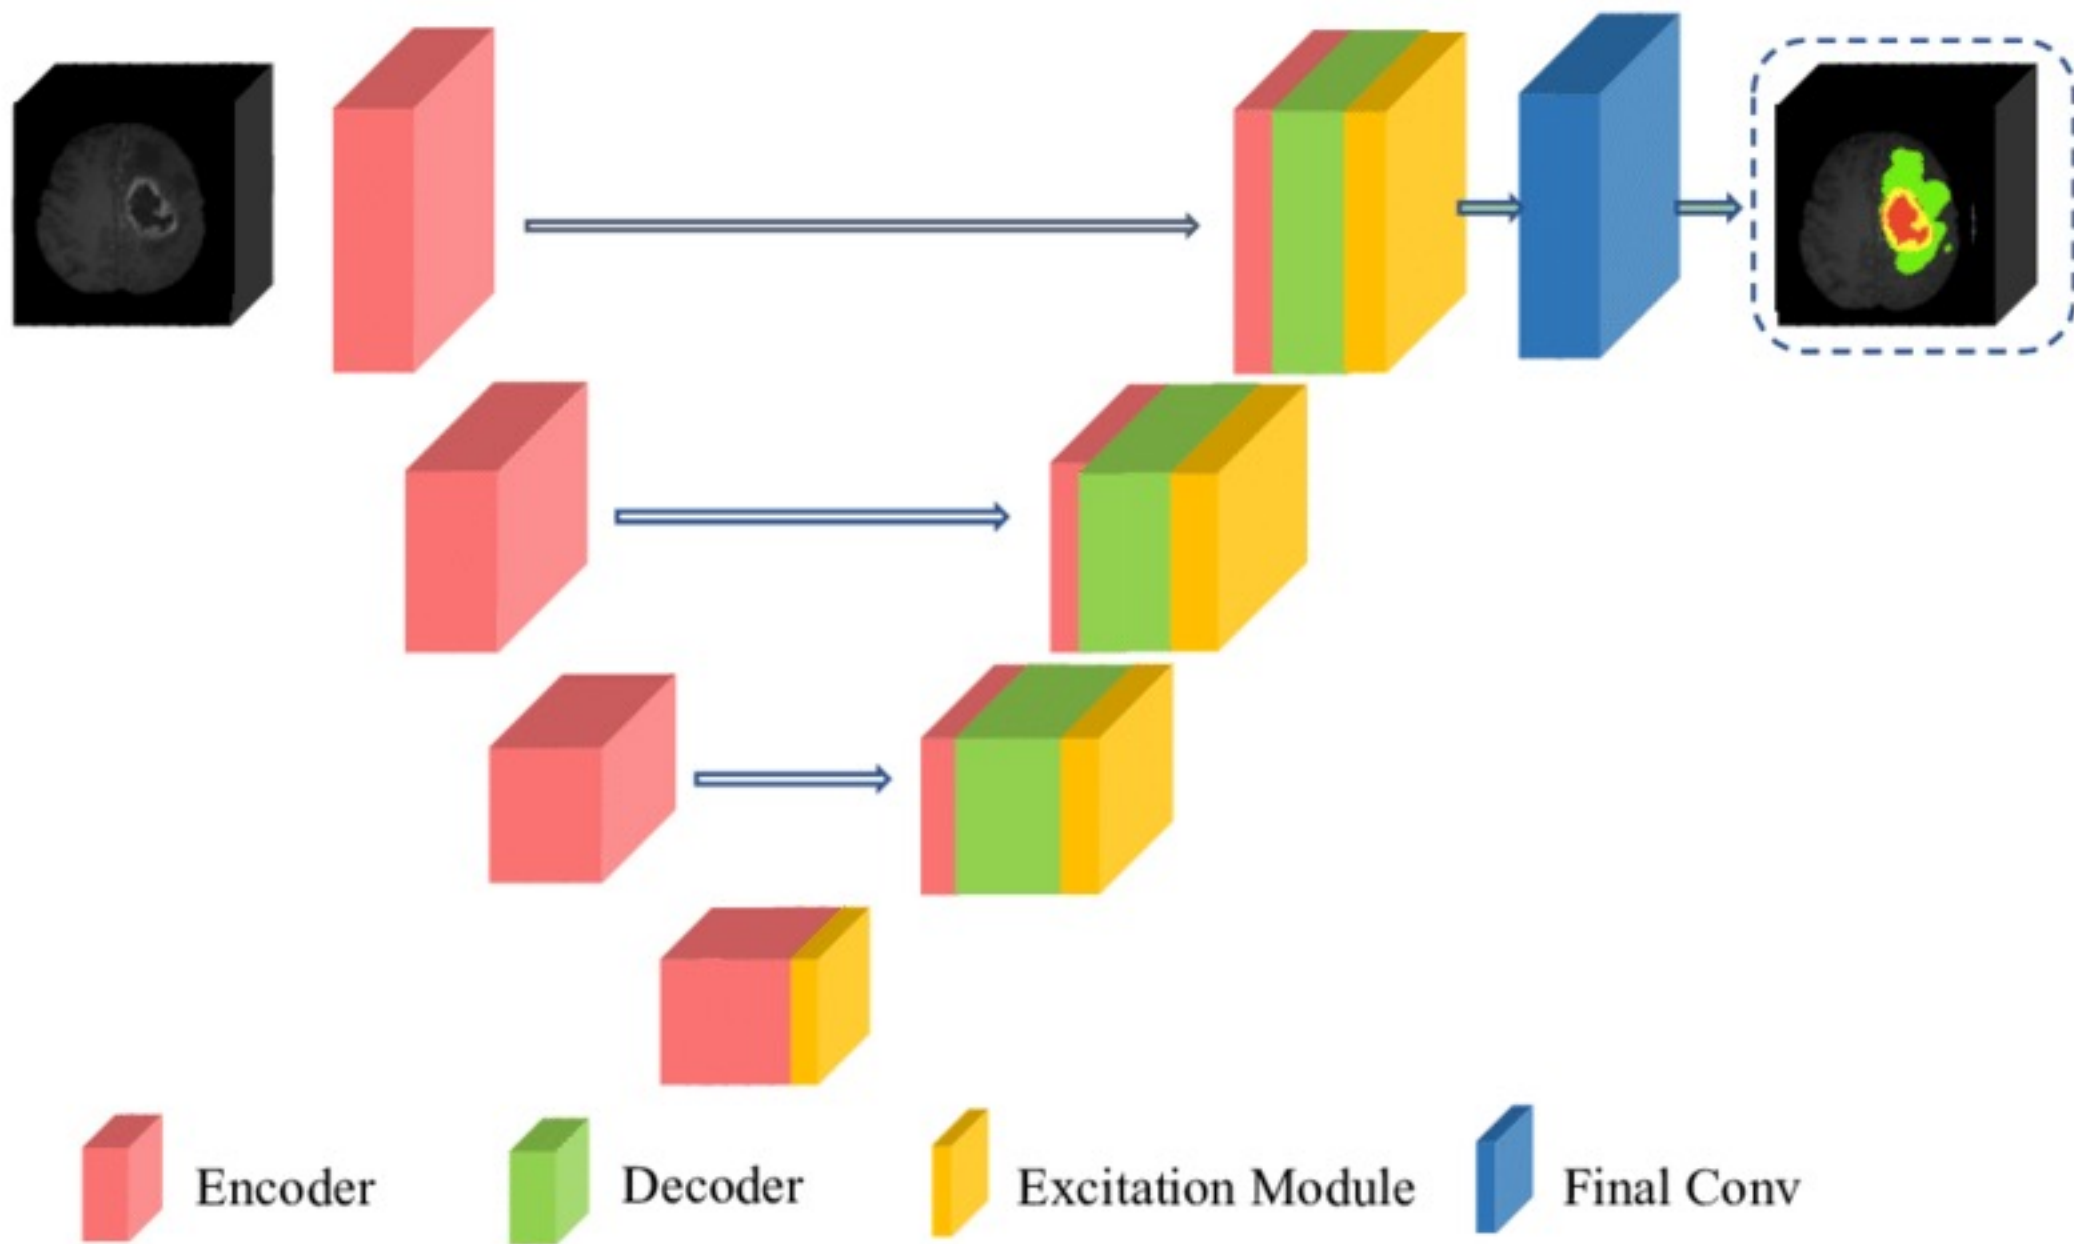 Encoder
Decoder
Excitation Module
Final Conv